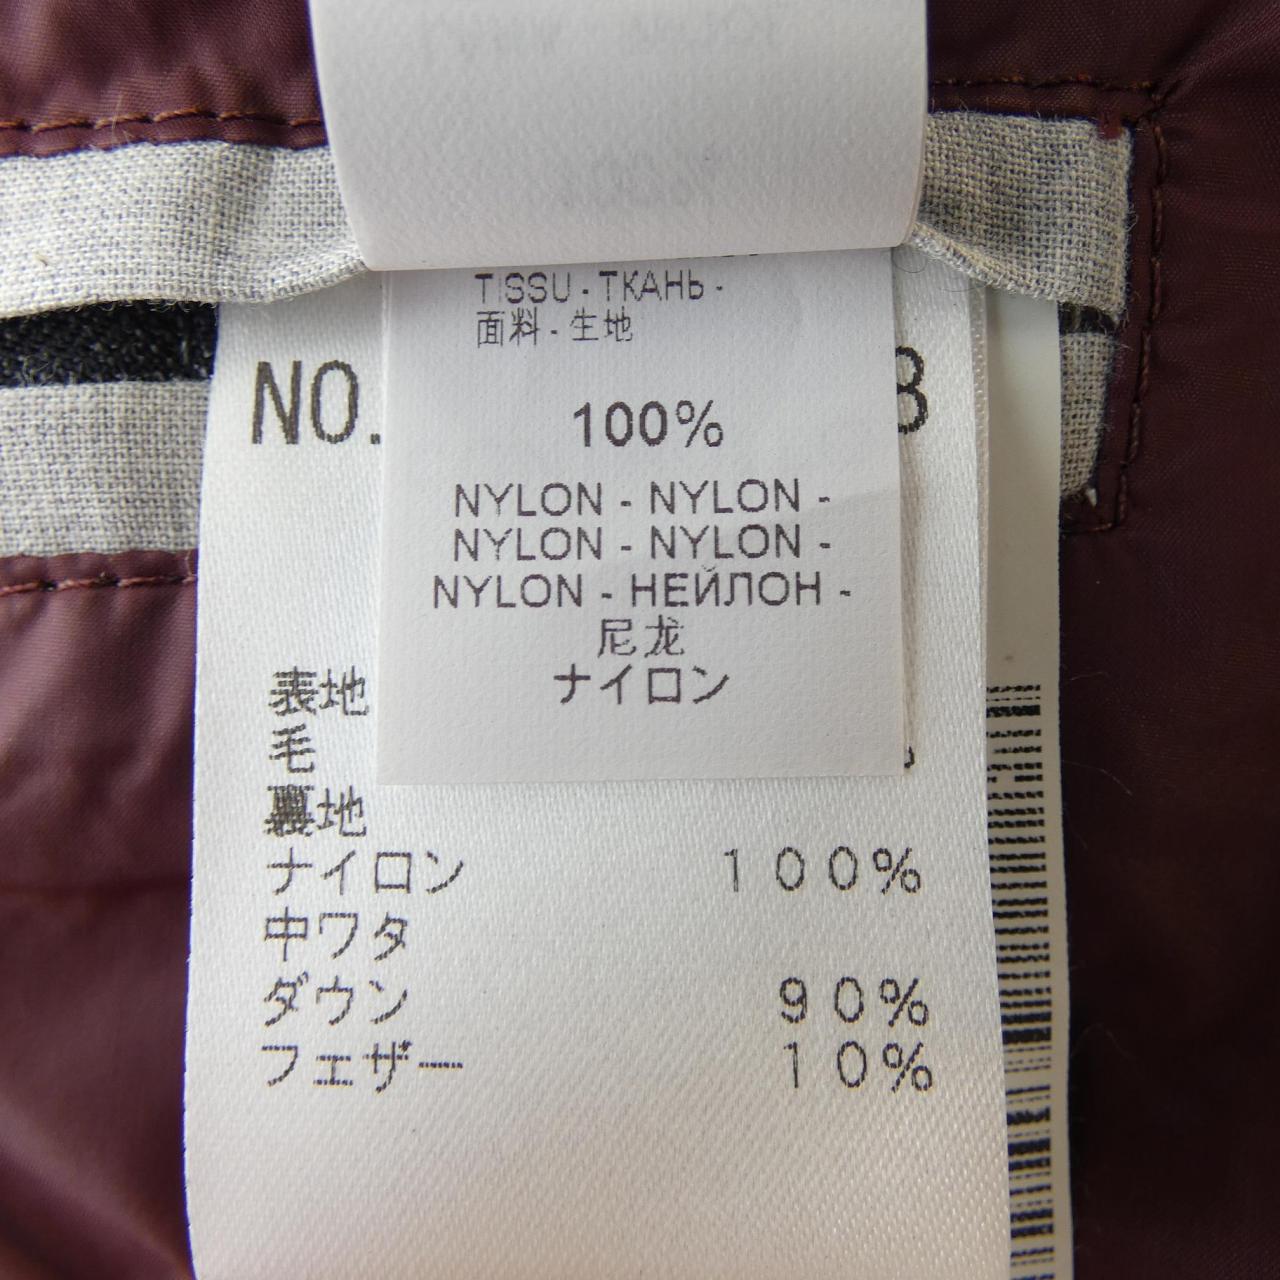 TISSU - ТКАНЬ -
面料 - 生地
100%
NYLON - NYLON -
NYLON - NYLON -
NYLON - НЕЙЛОН -
尼龙
ナイロン
NO.
表地
毛
裏地
ナイロン 100%
中ワタ
ダウン 90%
フェザー 10%